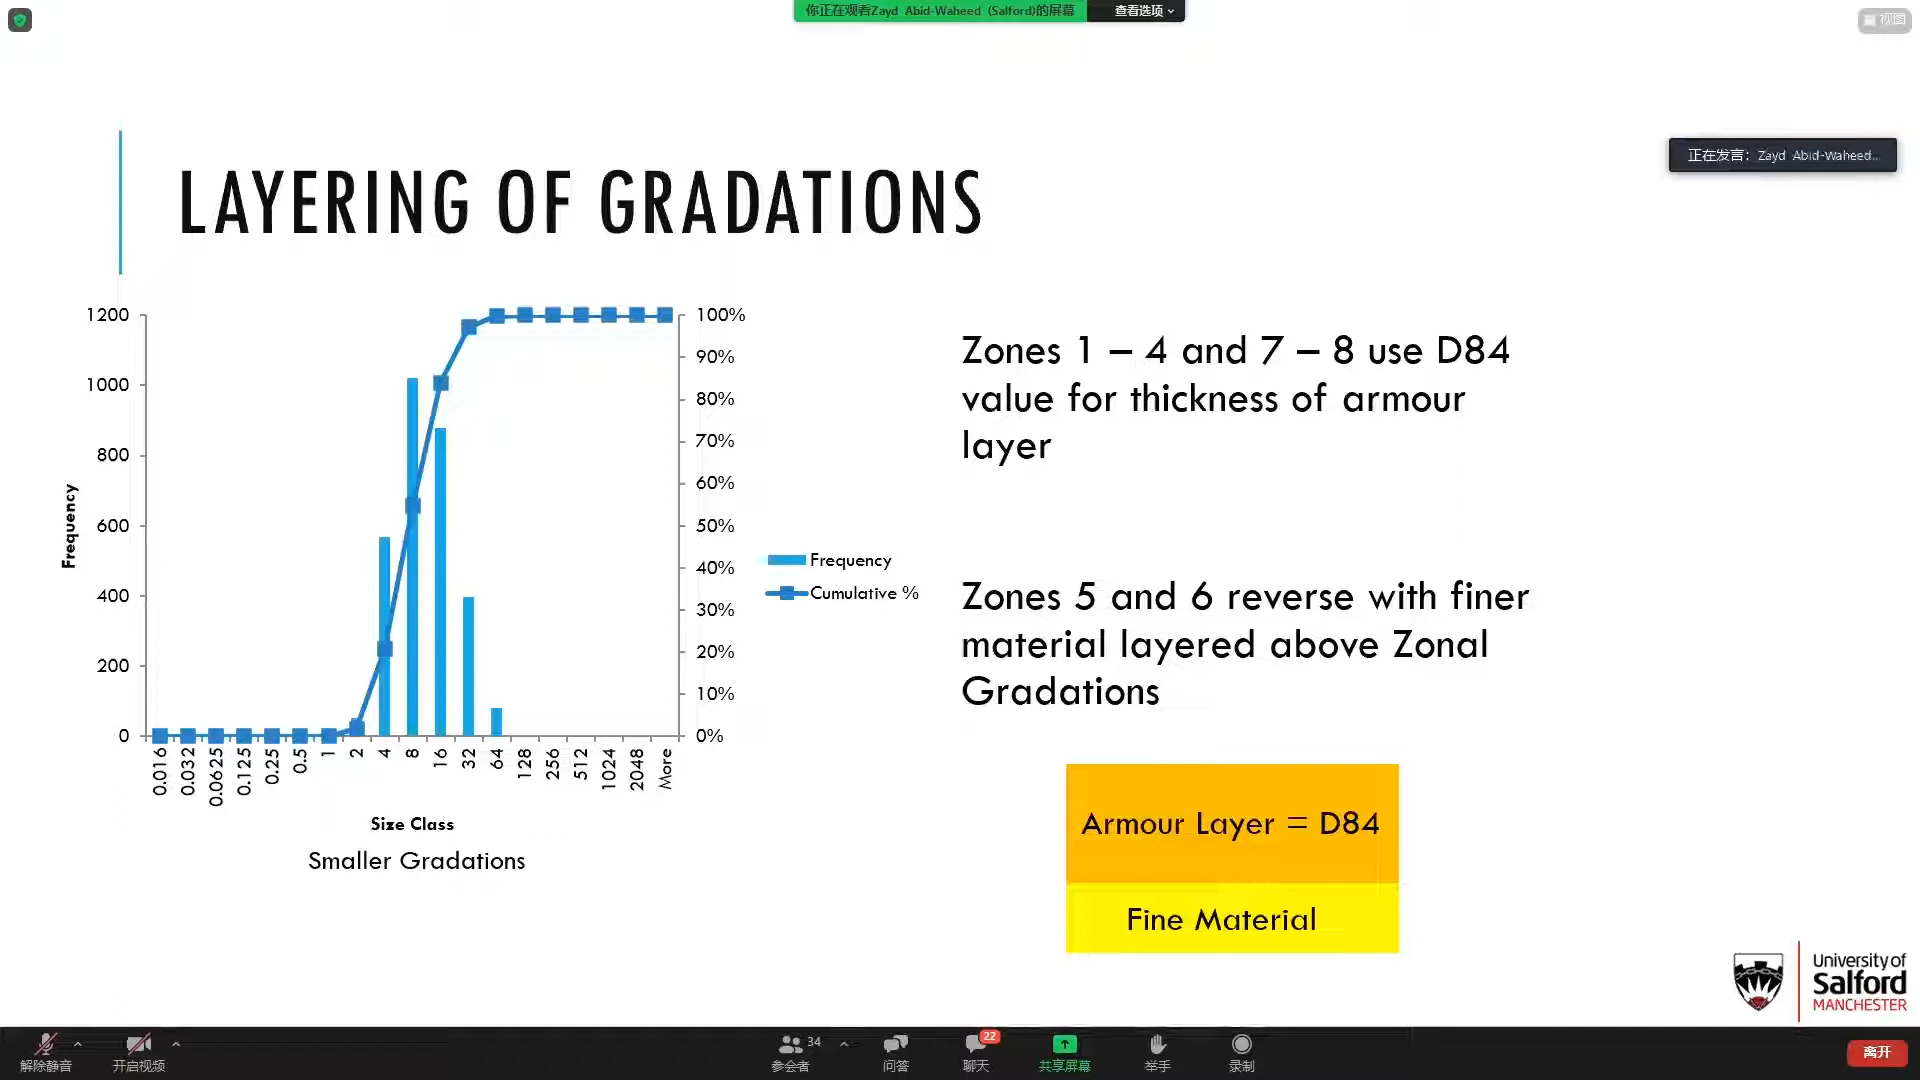 你正在观看Zayd Abid-Waheed (Salford)的屏幕
查看选项
视图
正在发言: Zayd Abid-Waheed...
LAYERING OF GRADATIONS
1200
1000
800
600
400
200
0
Frequency
100%
90%
80%
70%
60%
50%
40%
30%
20%
10%
0%
0.016
0.032
0.0625
0.125
0.25
0.5
1
2
4
8
16
32
64
128
256
512
1024
2048
More
Size Class
Frequency
Cumulative %
Smaller Gradations
Zones 1 – 4 and 7 – 8 use D84
value for thickness of armour
layer
Zones 5 and 6 reverse with finer
material layered above Zonal
Gradations
Armour Layer = D84
Fine Material
University of
Salford
MANCHESTER
解除静音
开启视频
34
参会者
问答
22
聊天
共享屏幕
举手
录制
离开